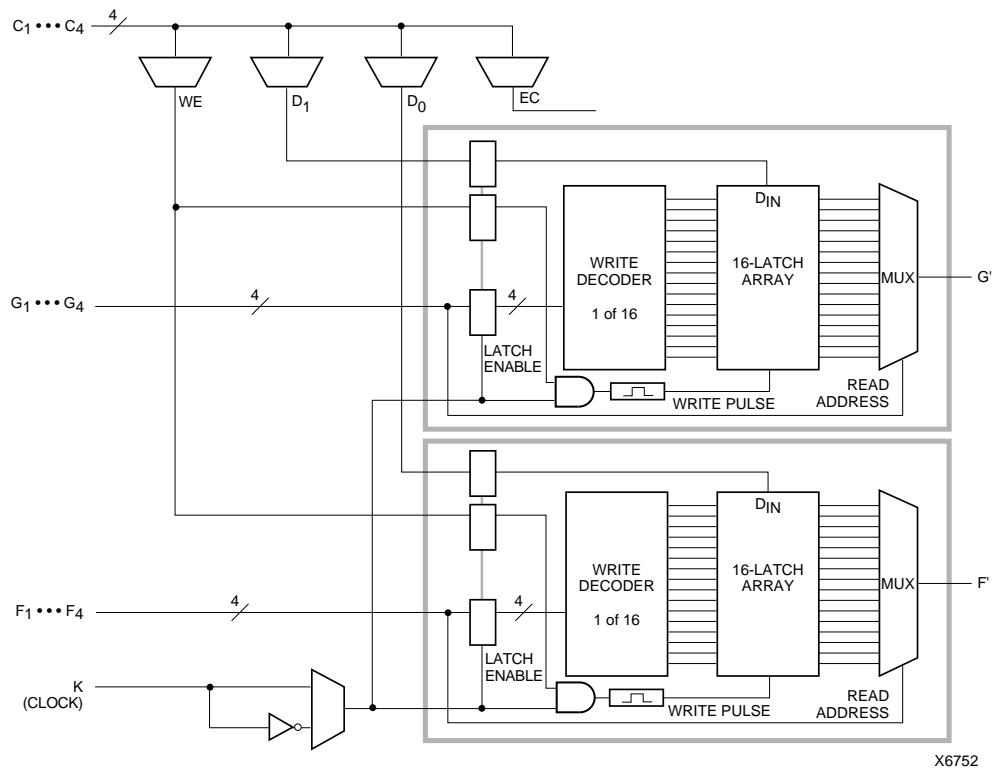 C1 ••• C4
4
WE
D1
D0
EC
DIN
WRITE
DECODER
1 of 16
16-LATCH
ARRAY
MUX
G'
G1 ••• G4
4
4
LATCH
ENABLE
WRITE PULSE
READ
ADDRESS
DIN
WRITE
DECODER
1 of 16
16-LATCH
ARRAY
MUX
F'
F1 ••• F4
4
4
LATCH
ENABLE
WRITE PULSE
READ
ADDRESS
K
(CLOCK)
X6752